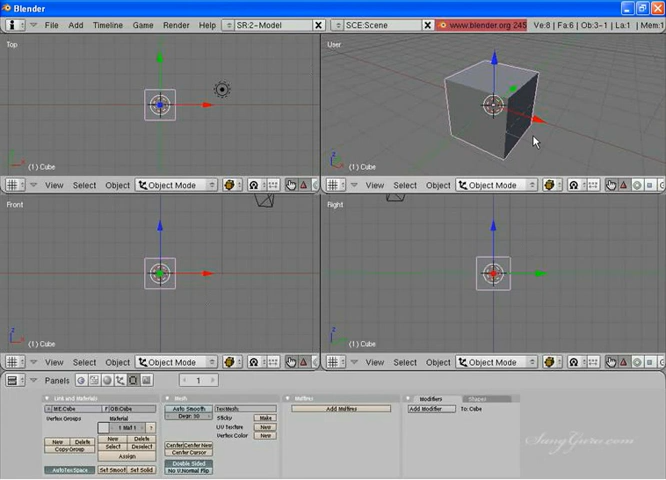 Blender
File Add Timeline Game Render Help SR:2-Model SCE:Scene www.blender.org 245 Ve:8 | Fa:6 | Ob:3-1 | La:1 | Mem:1
Top User
(1) Cube (1) Cube
View Select Object Object Mode View Select Object Object Mode
Front Right
(1) Cube (1) Cube
View Select Object Object Mode View Select Object Object Mode
Panels 1
Link and Materials Mesh Multires Modifiers Shapes
ME:Cube F OB:Cube Auto Smooth TexMesh Add Multires Add Modifier To: Cube
Vertex Groups Material Degr: 30 Sticky Make
1 Mat 1 UV Texture New
New Delete New Delete Center Center New Vertex Color New
Copy Group Select Deselect Center Cursor
Assign Double Sided
AutoTexSpace Set Smoot Set Solid No V.Normal Flip
SangGuru.com